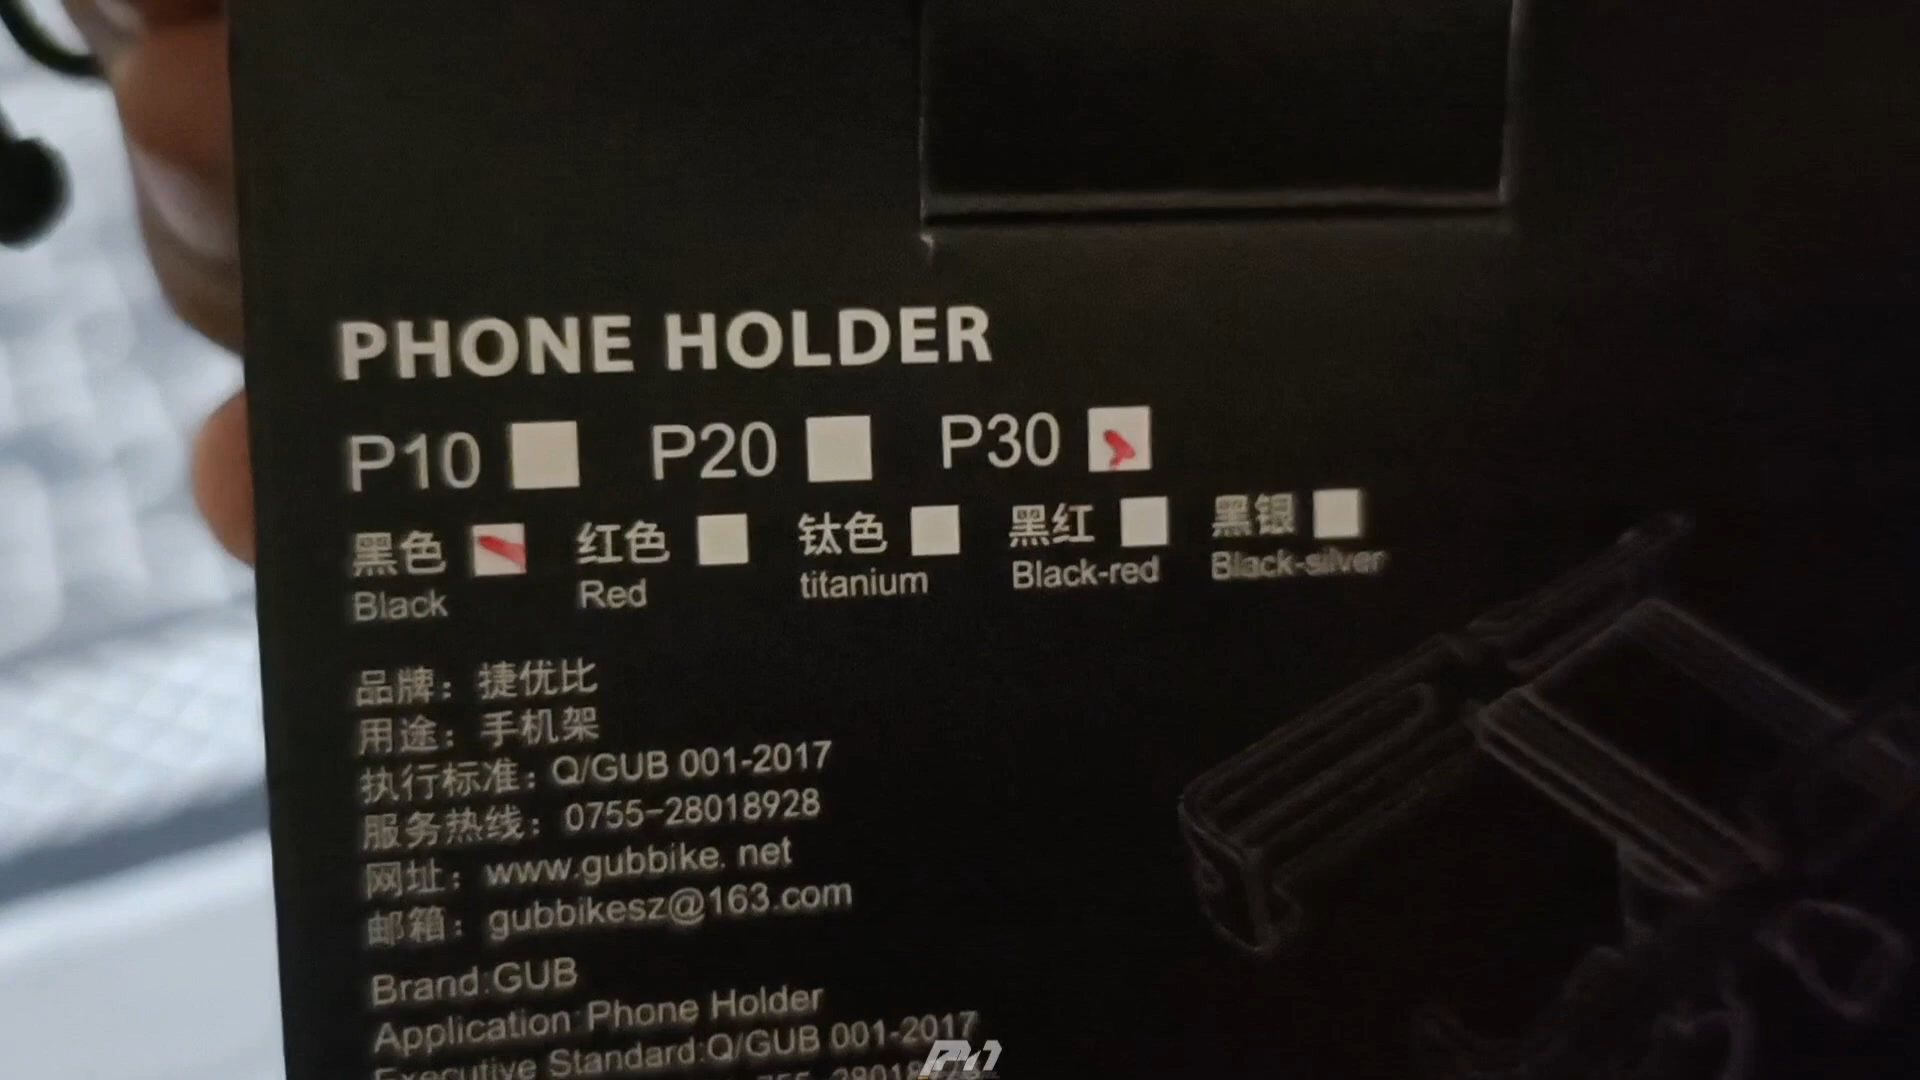 PHONE HOLDER
P10 P20 P30
黑色 红色 钛色 黑红 黑银
Black Red titanium Black-red Black-silver
品牌：捷优比
用途：手机架
执行标准：Q/GUB 001-2017
服务热线：0755-28018928
网址：www.gubbike. net
邮箱：gubbikesz@163.com
Brand:GUB
Application:Phone Holder
Executive Standard:Q/GUB 001-2017